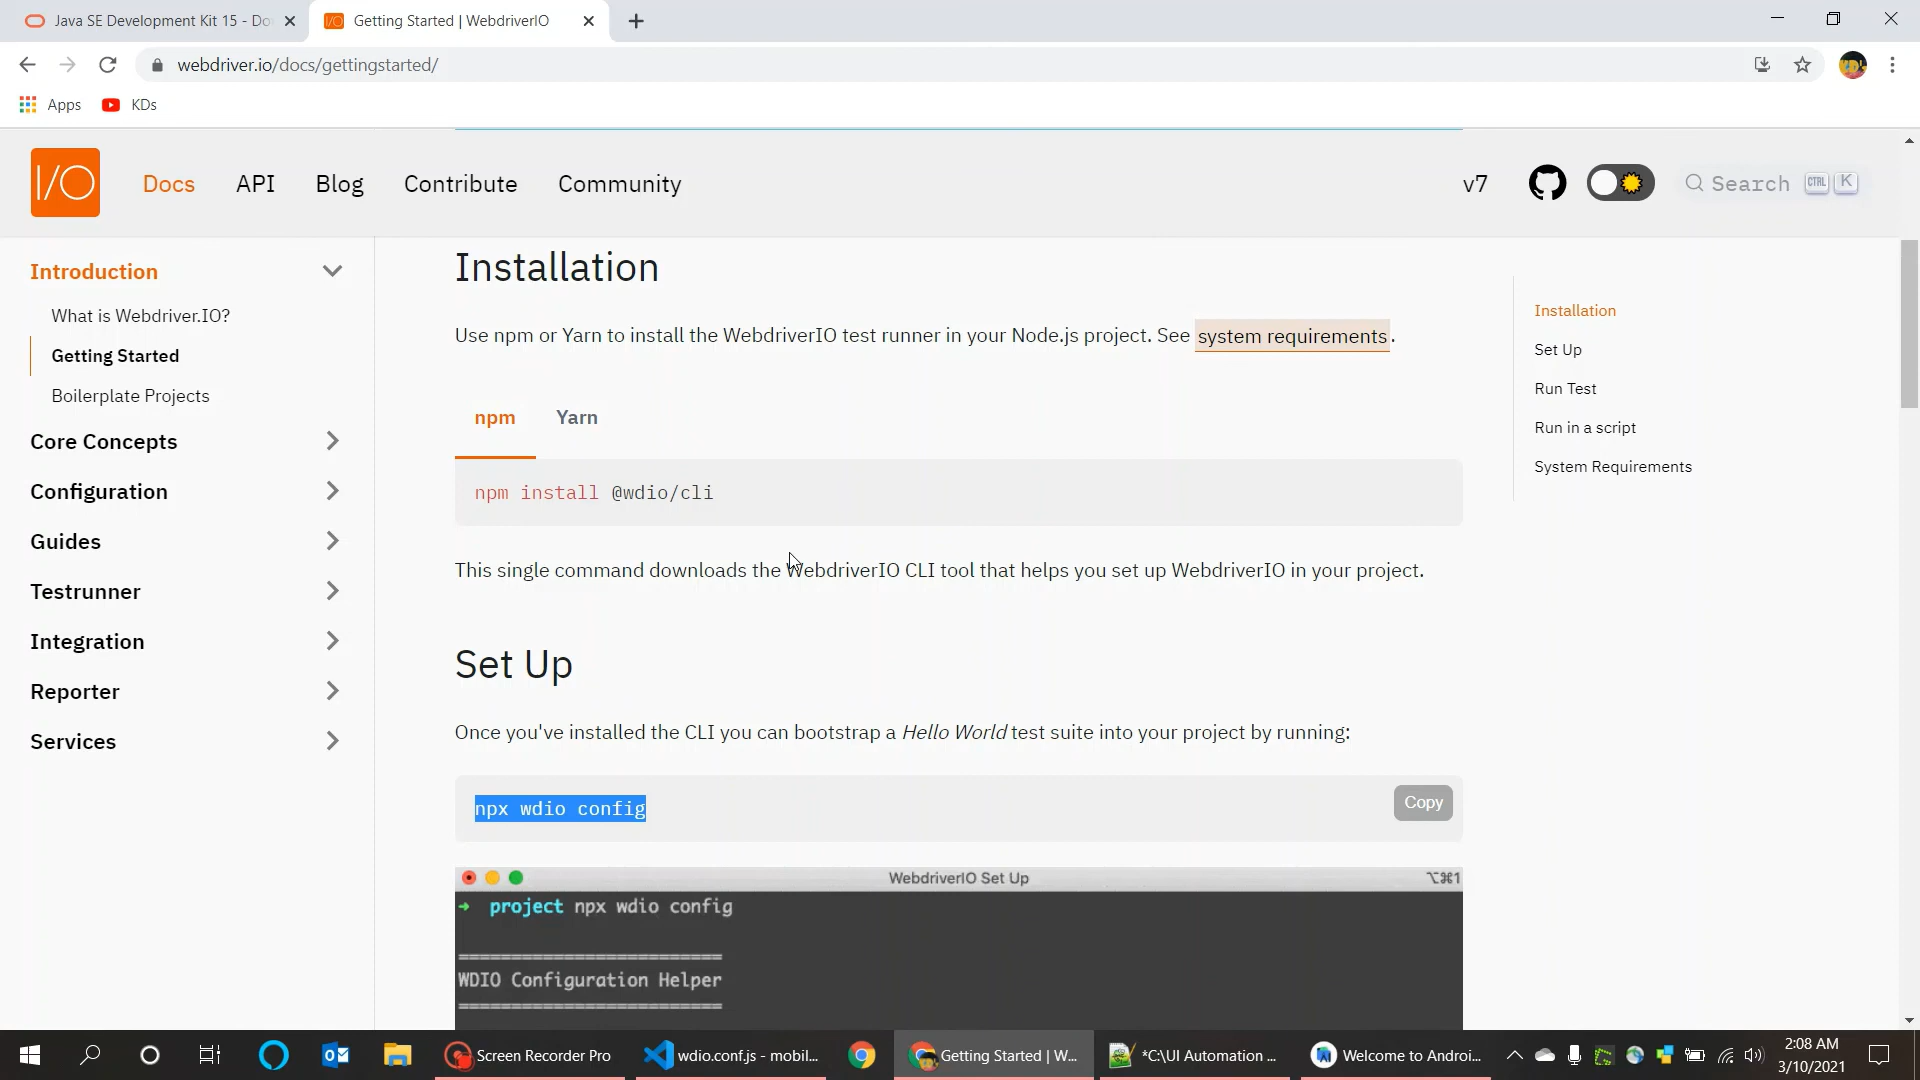 Java SE Development Kit 15 - Do
Getting Started | WebdriverIO
webdriver.io/docs/gettingstarted/
Apps
KDs
I/O
Docs
API
Blog
Contribute
Community
v7
Search
CTRL
K
Introduction
What is Webdriver.IO?
Getting Started
Boilerplate Projects
Core Concepts
Configuration
Guides
Testrunner
Integration
Reporter
Services
Installation
Use npm or Yarn to install the WebdriverIO test runner in your Node.js project. See system requirements.
npm
Yarn
npm install @wdio/cli
This single command downloads the WebdriverIO CLI tool that helps you set up WebdriverIO in your project.
Set Up
Once you've installed the CLI you can bootstrap a Hello World test suite into your project by running:
npx wdio config
Copy
WebdriverIO Set Up
⌥⌘1
➜ project npx wdio config
=========================
WDIO Configuration Helper
=========================
Installation
Set Up
Run Test
Run in a script
System Requirements
Screen Recorder Pro
wdio.conf.js - mobil...
Getting Started | W...
*C:\UI Automation ...
Welcome to Androi...
2:08 AM
3/10/2021